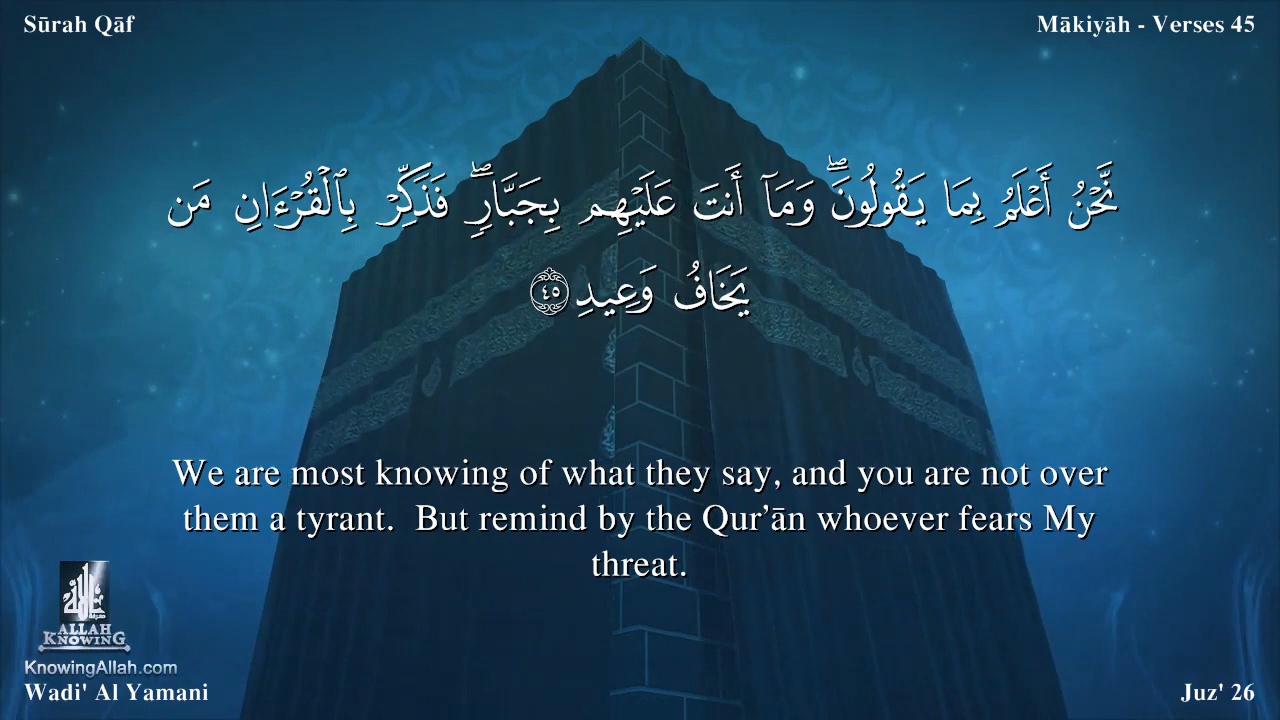 Sūrah Qāf
Mākiyāh - Verses 45
نَّحْنُ أَعْلَمُ بِمَا يَقُولُونَۖ وَمَآ أَنتَ عَلَيْهِم بِجَبَّارٍۖ فَذَكِّرْ بِٱلْقُرْءَانِ مَن
يَخَافُ وَعِيدِ ٤٥
We are most knowing of what they say, and you are not over
them a tyrant.  But remind by the Qur’ān whoever fears My
threat.
الله
ALLAH
KNOWING
KnowingAllah.com
Wadi' Al Yamani
Juz' 26